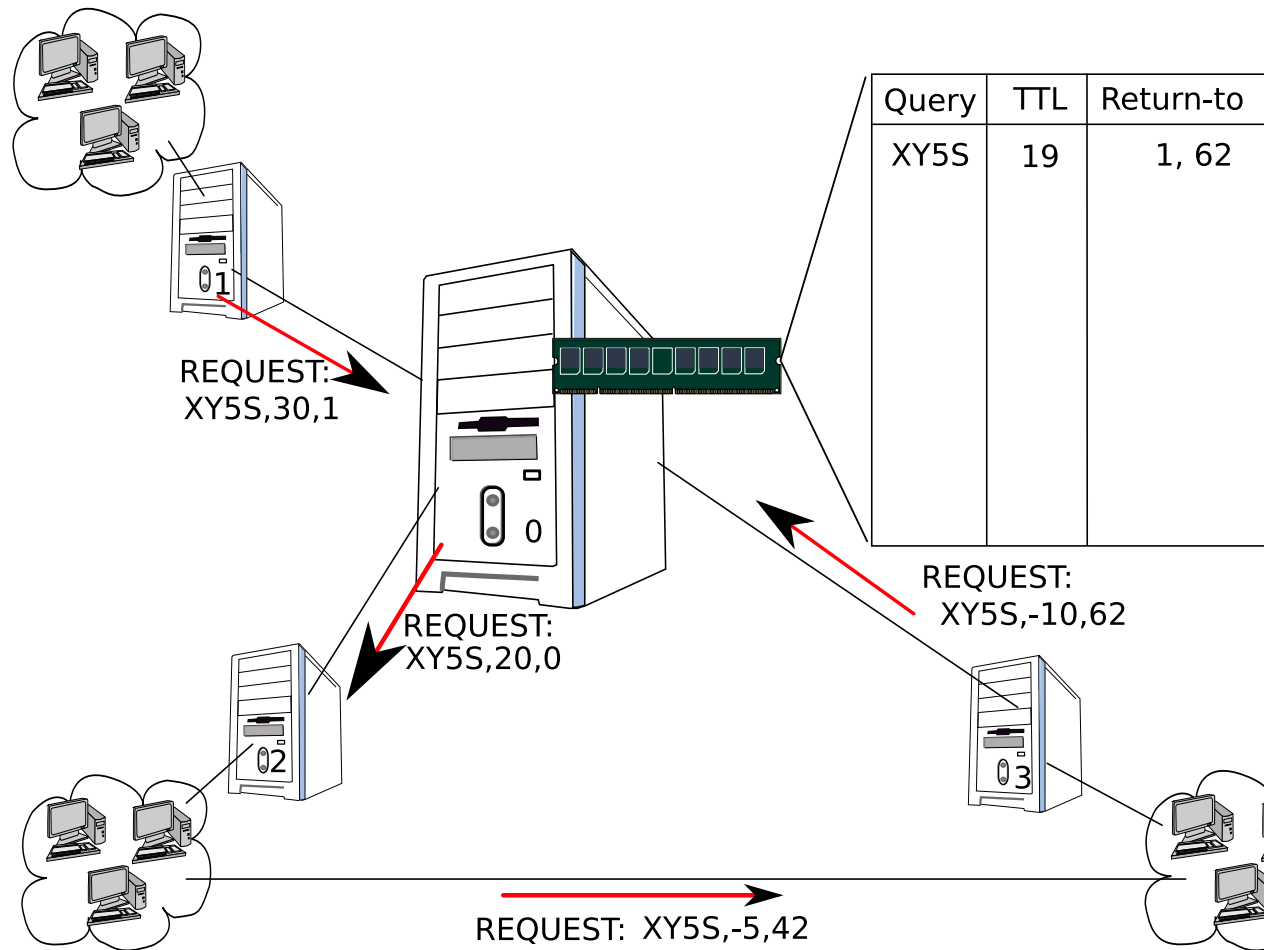 Query TTL Return-to
XY5S 19 1, 62
1
REQUEST:
XY5S,30,1
0
REQUEST:
XY5S,-10,62
REQUEST:
XY5S,20,0
2
3
REQUEST: XY5S,-5,42